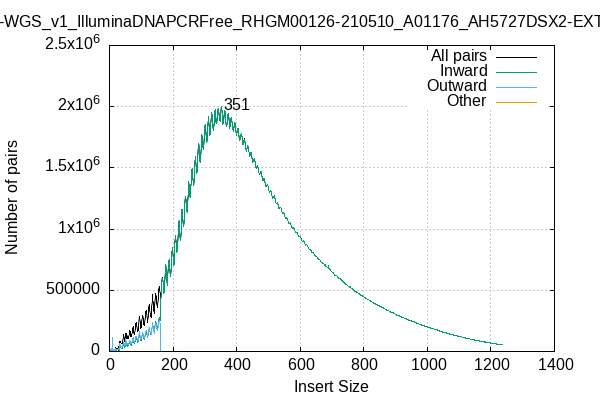 -WGS_v1_IlluminaDNAPCRFree_RHGM00126-210510_A01176_AH5727DSX2-EXT
2.5x10⁶
All pairs
Inward
Outward
Other
2x10⁶
351
1.5x10⁶
1x10⁶
500000
0
Number of pairs
0 200 400 600 800 1000 1200 1400
Insert Size